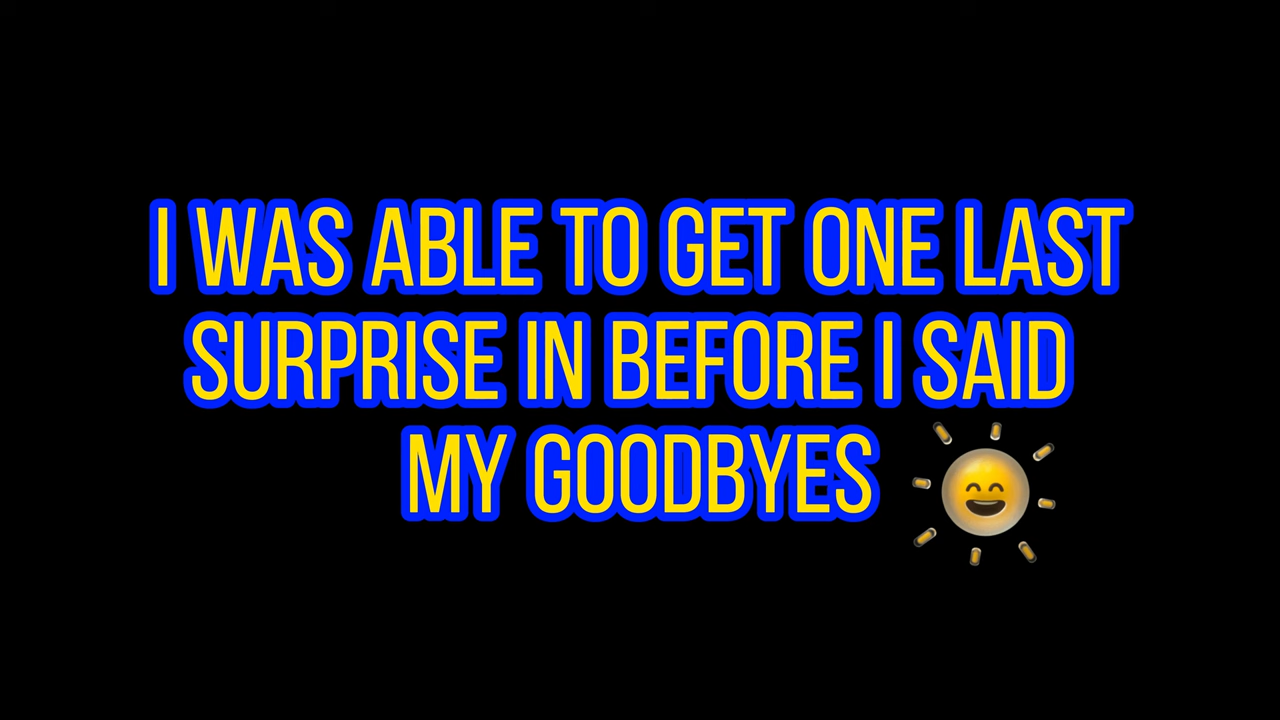 I WAS ABLE TO GET ONE LAST
SURPRISE IN BEFORE I SAID
MY GOODBYES